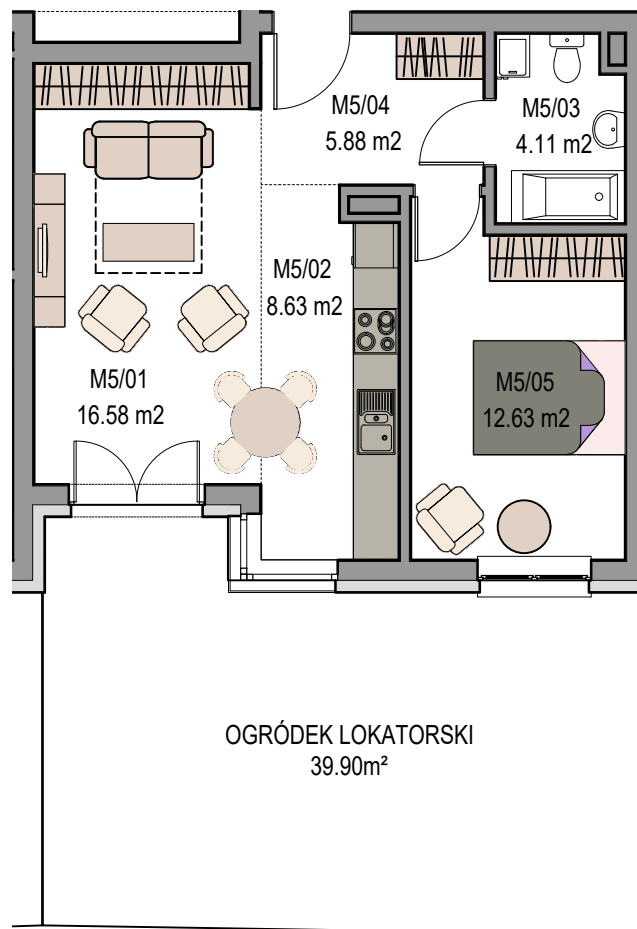 M5/04
5.88 m2
M5/03
4.11 m2
M5/02
8.63 m2
M5/01
16.58 m2
M5/05
12.63 m2
OGRÓDEK LOKATORSKI
39.90m²